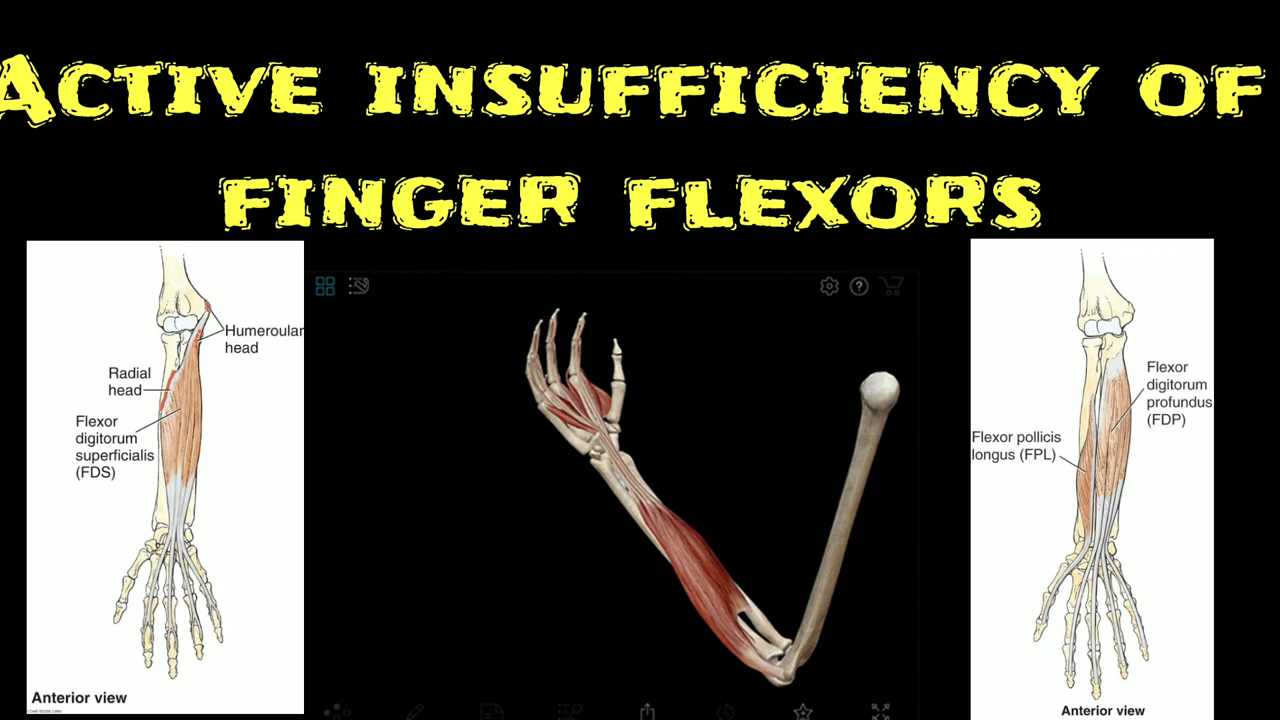 Active insufficiency of
finger flexors
Humeroular
head
Radial
head
Flexor
digitorum
superficialis
(FDS)
Anterior view
Flexor
digitorum
profundus
(FDP)
Flexor pollicis
longus (FPL)
Anterior view